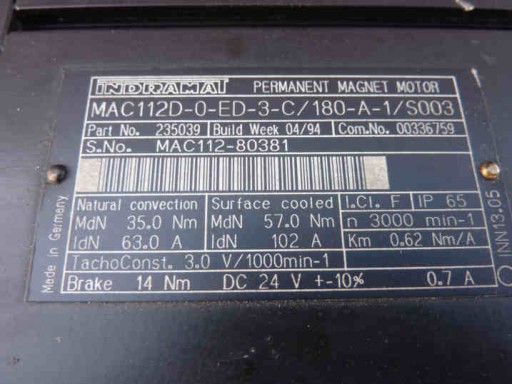 INDRAMAT PERMANENT MAGNET MOTOR
MAC112D-0-ED-3-C/180-A-1/S003
Part No. 235039 Build Week 04/94 Com.No. 00336759
S.No. MAC112-80381
Natural convection Surface cooled I.Cl. F IP 65
MdN 35.0 Nm MdN 57.0 Nm n 3000 min-1
IdN 63.0 A IdN 102 A Km 0.62 Nm/A
TachoConst. 3.0 V/1000min-1
Brake 14 Nm DC 24 V +-10% 0.7 A
Made in Germany
INN13.05